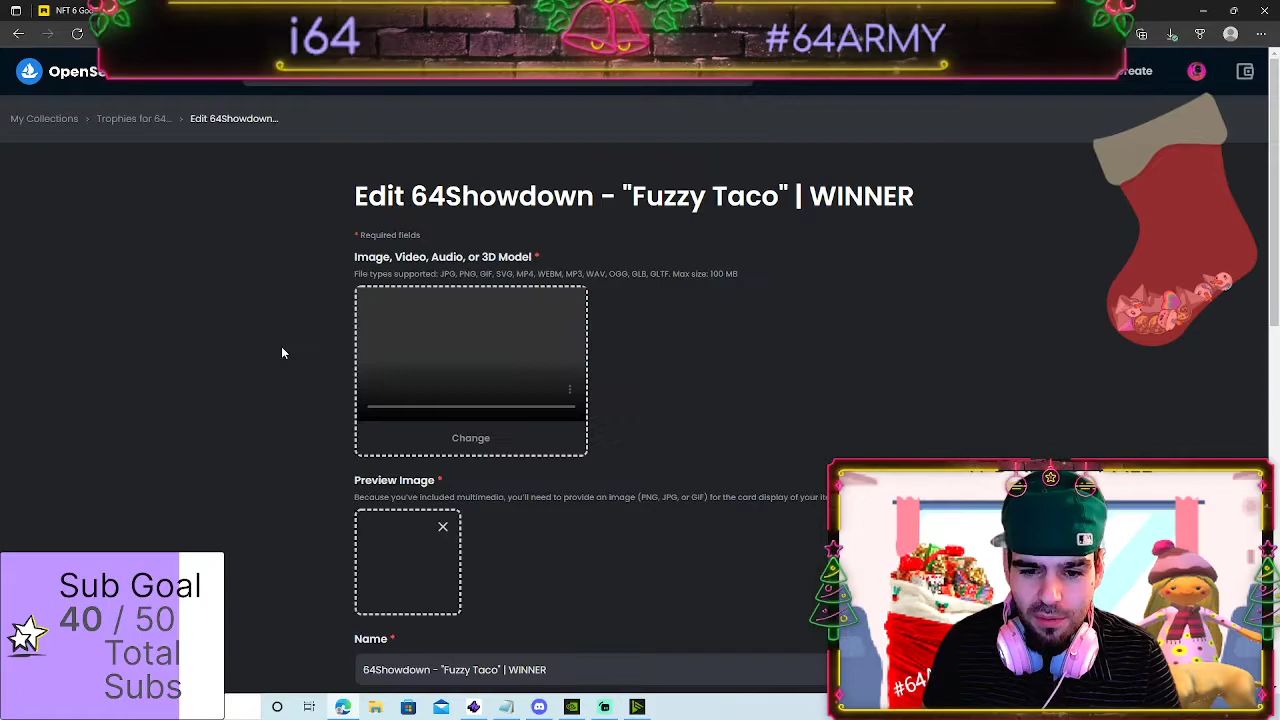 NFT 6
i64
#64ARMY
Opens
reate
My Collections
Trophies for 64...
Edit 64Showdown...
Edit 64Showdown - "Fuzzy Taco" | WINNER
* Required fields
Image, Video, Audio, or 3D Model *
File types supported: JPG, PNG, GIF, SVG, MP4, WEBM, MP3, WAV, OGG, GLB, GLTF. Max size: 100 MB
Change
Preview Image *
Because you've included multimedia, you'll need to provide an image (PNG, JPG, or GIF) for the card display of your it
Name *
64Showdown - "Fuzzy Taco" | WINNER
Sub Goal
40 / 50
Total
Subs
#64A